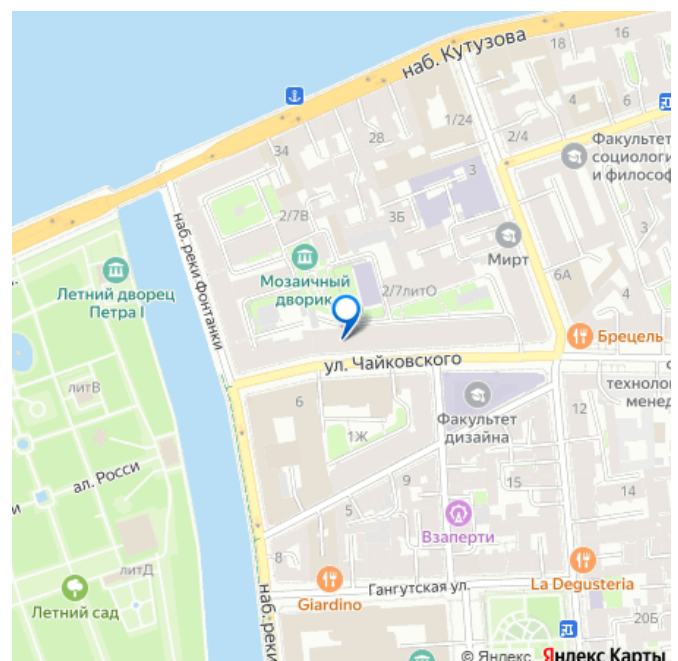 наб. Кутузова
18
16
1/24
28
34
4
6
2/4
Факультет
социологи
и филосос
3
3
3Б
2/7В
наб. реки Фонтанки
Мирт
Летний дворец
Петра I
Мозаичный
дворик
2/7литО
6А
4
Брецель
ул. Чайковского
технолог
менед
литВ
6
Факультет
дизайна
12
1Ж
ал. Росси
9
15
14
5
Взаперти
8
литД
Гангутская ул.
La Degusteria
Giardino
Летний сад
наб. реки
20Б
© Яндекс Яндекс Карты